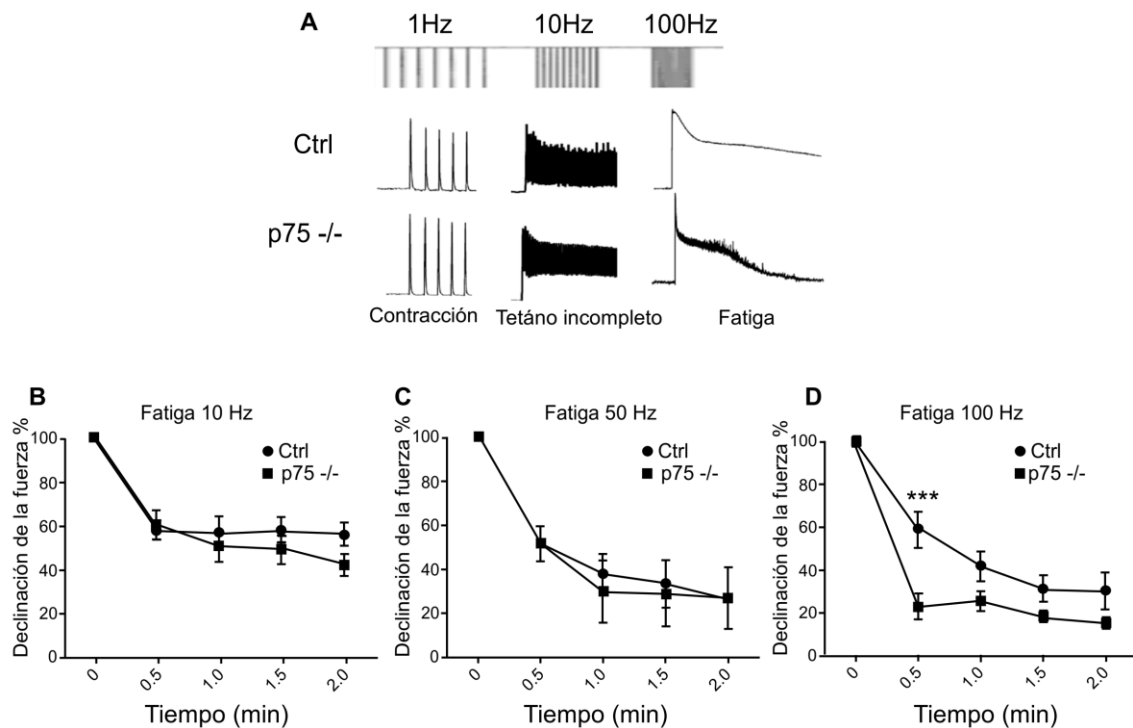 A
1Hz 10Hz 100Hz
Ctrl
p75 -/-
Contracción Tetáno incompleto Fatiga
B
Fatiga 10 Hz
Ctrl
p75 -/-
Declinación de la fuerza %
100
80
60
40
20
0
0 0.5 1.0 1.5 2.0
Tiempo (min)
C
Fatiga 50 Hz
Ctrl
p75 -/-
Declinación de la fuerza %
100
80
60
40
20
0
0 0.5 1.0 1.5 2.0
Tiempo (min)
D
Fatiga 100 Hz
Ctrl
p75 -/-
***
Declinación de la fuerza %
100
80
60
40
20
0
0 0.5 1.0 1.5 2.0
Tiempo (min)